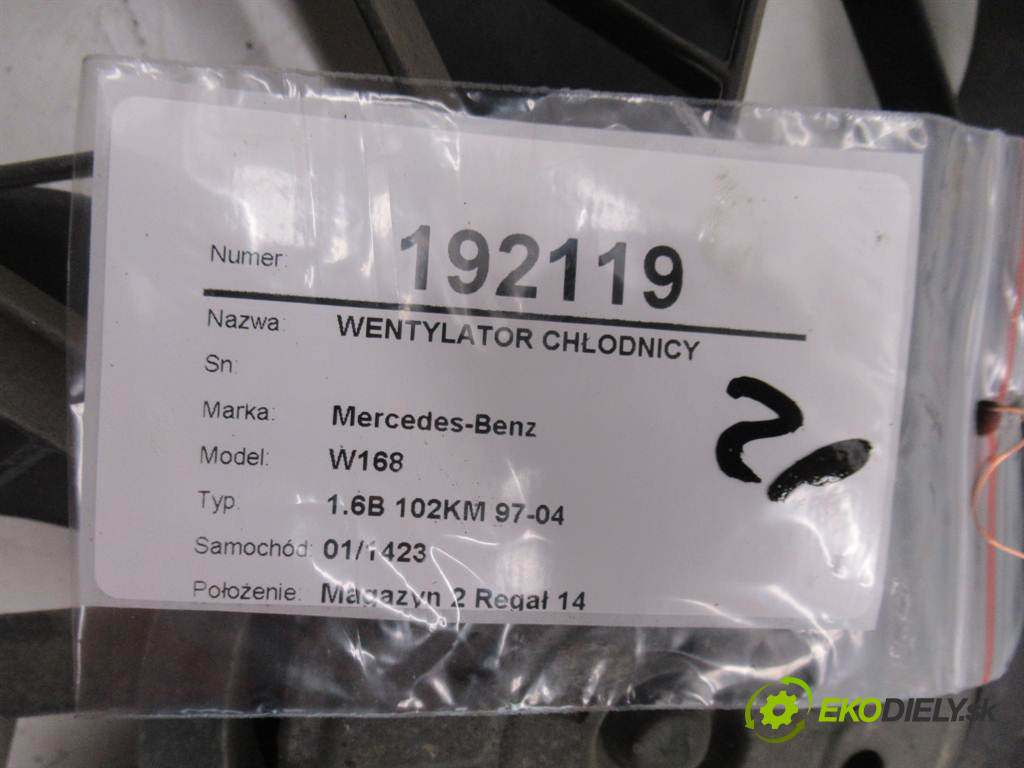 Numer: 192119
Nazwa: WENTYLATOR CHŁODNICY
Sn:
Marka: Mercedes-Benz
Model: W168
Typ: 1.6B 102KM 97-04
Samochód: 01/1423
Położenie: Magazyn 2 Regał 14
EKODIELY.sk